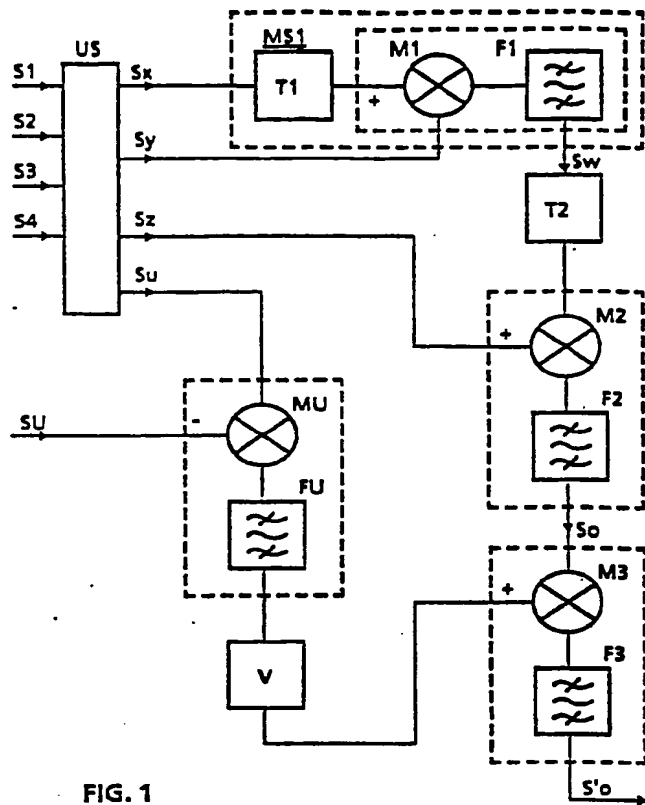 US
MS1
M1
F1
S1
Sx
T1
+
S2
Sy
S3
Sw
T2
S4
Sz
Su
M2
+
F2
MU
SU
-
FU
So
M3
+
F3
V
S'o
FIG. 1